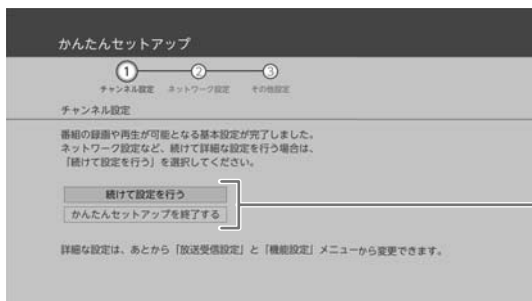 かんたんセットアップ
1 2 3
チャンネル設定 ネットワーク設定 その他設定
チャンネル設定
番組の録画や再生が可能となる基本設定が完了しました。
ネットワーク設定など、続けて詳細な設定を行う場合は、
「続けて設定を行う」を選択してください。
続けて設定を行う
かんたんセットアップを終了する
詳細な設定は、あとから「放送受信設定」と「機能設定」メニューから変更できます。